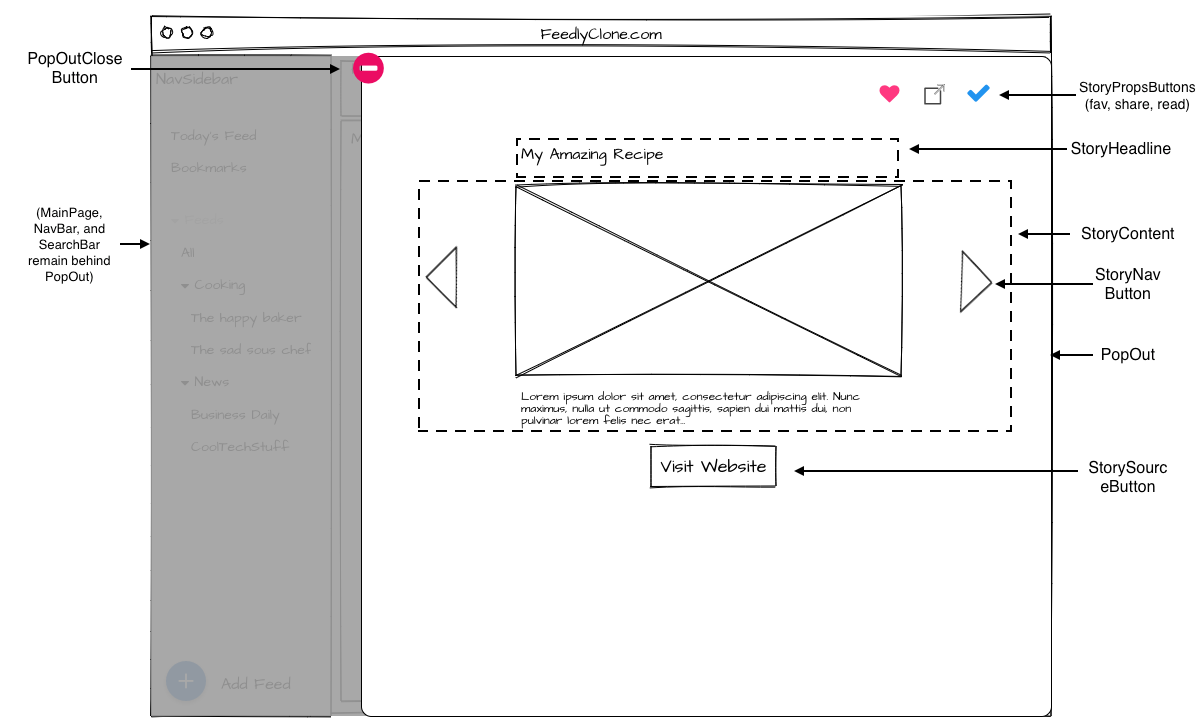 FeedlyClone.com
PopOutClose
Button
NavSidebar
StoryPropsButtons
(fav, share, read)
Today's Feed
M
My Amazing Recipe
StoryHeadline
Bookmarks
(MainPage,
NavBar, and
SearchBar
remain behind
PopOut)
Feeds
All
Cooking
The happy baker
The sad sous chef
News
Business Daily
CoolTechStuff
StoryContent
StoryNav
Button
PopOut
Lorem ipsum dolor sit amet, consectetur adipiscing elit. Nunc
maximus, nulla ut commodo sagittis, sapien dui mattis dui, non
pulvinar lorem felis nec erat...
Visit Website
StorySourc
eButton
Add Feed